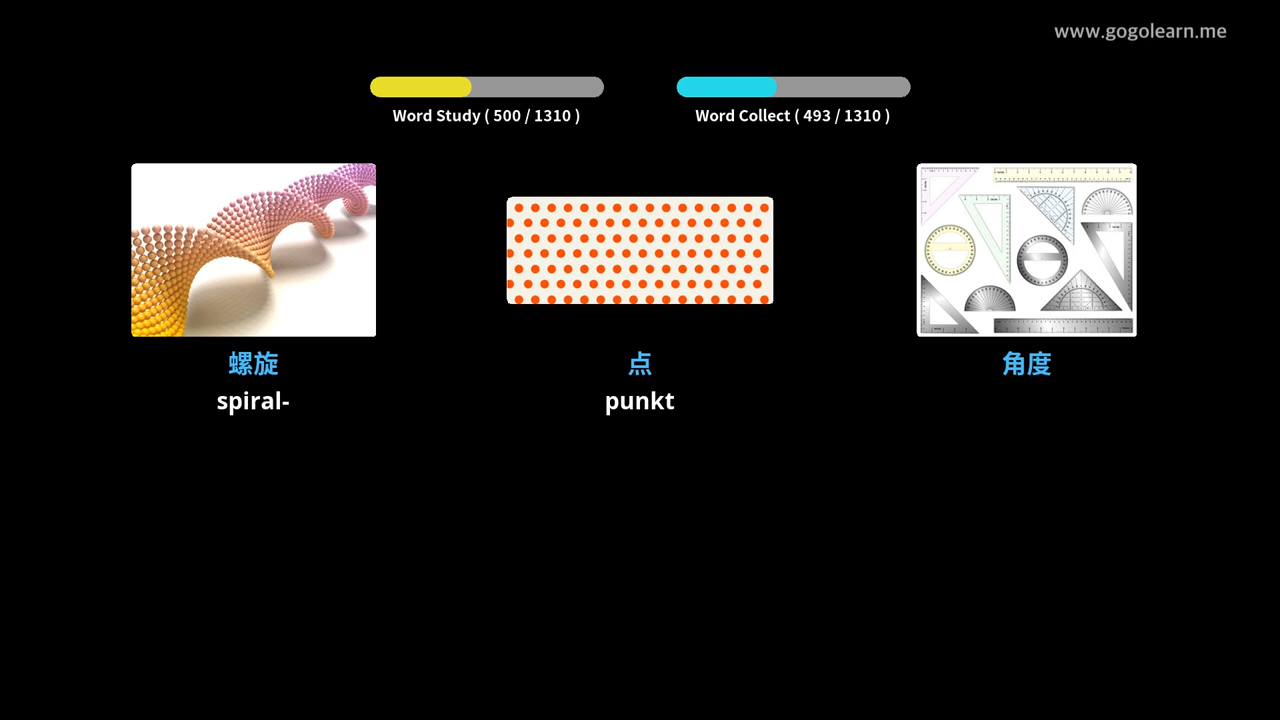 www.gogolearn.me
Word Study ( 500 / 1310 )
Word Collect ( 493 / 1310 )
螺旋
点
角度
spiral-
punkt